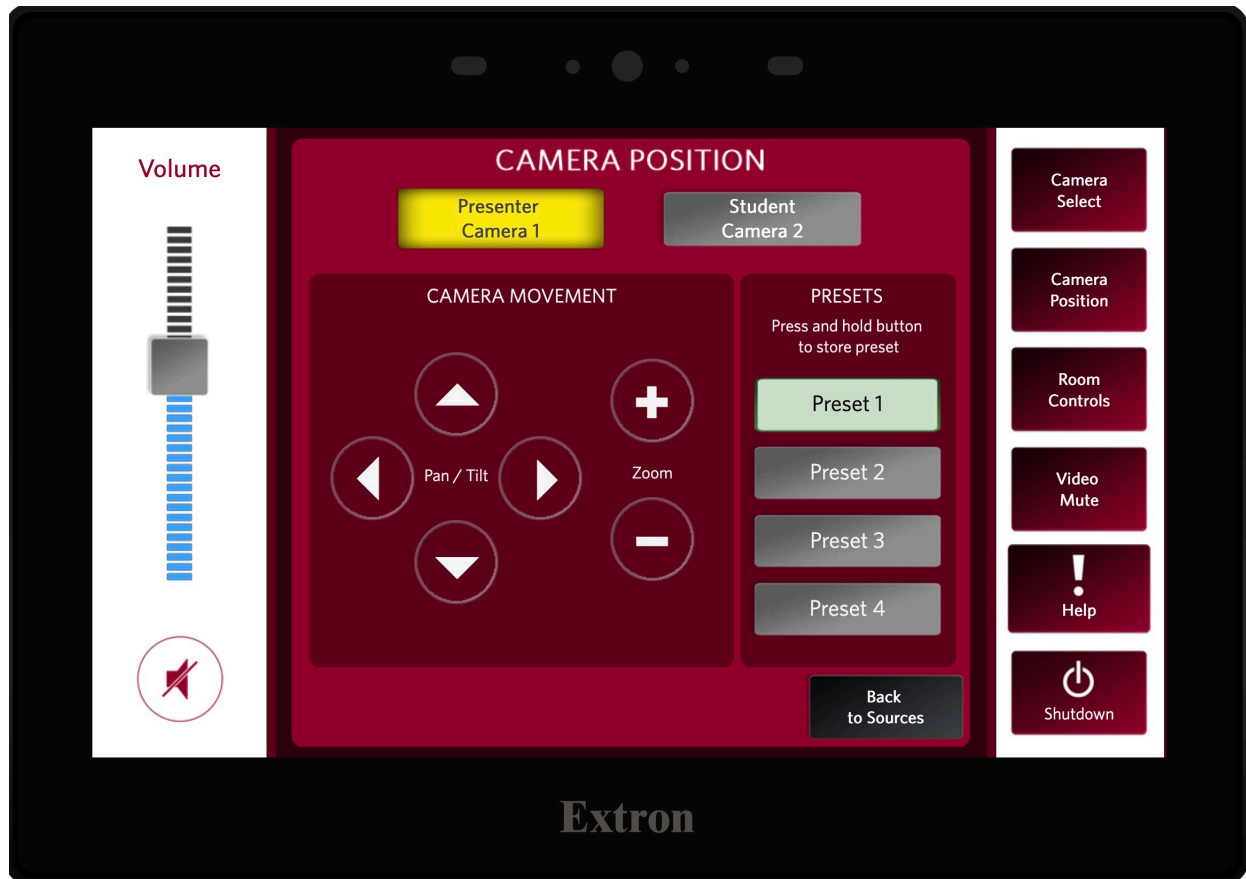 Volume
CAMERA POSITION
Presenter
Camera 1
Student
Camera 2
CAMERA MOVEMENT
Pan / Tilt
Zoom
PRESETS
Press and hold button
to store preset
Preset 1
Preset 2
Preset 3
Preset 4
Back
to Sources
Camera
Select
Camera
Position
Room
Controls
Video
Mute
Help
Shutdown
Extron